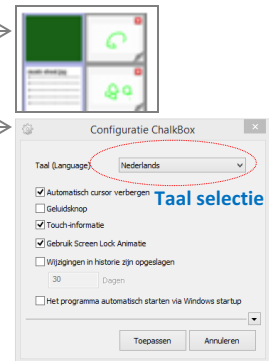 Configuratie ChalkBox
Taal (Language)
Nederlands
Automatisch cursor verbergen
Taal selectie
Geluidsknop
Touch-informatie
Gebruik Screen Lock Animatie
Wijzigingen in historie zijn opgeslagen
30 Dagen
Het programma automatisch starten via Windows startup
Toepassen Annuleren